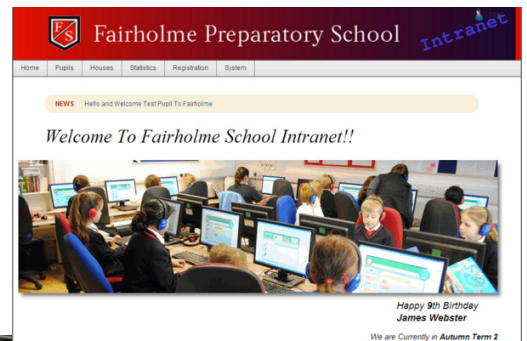 F S
Fairholme Preparatory School
Intranet
Home Pupils Houses Statistics Registration System
NEWS Hello and Welcome Test Pupil To Fairholme
Welcome To Fairholme School Intranet!!
Happy 9th Birthday
James Webster
We are Currently in Autumn Term 2